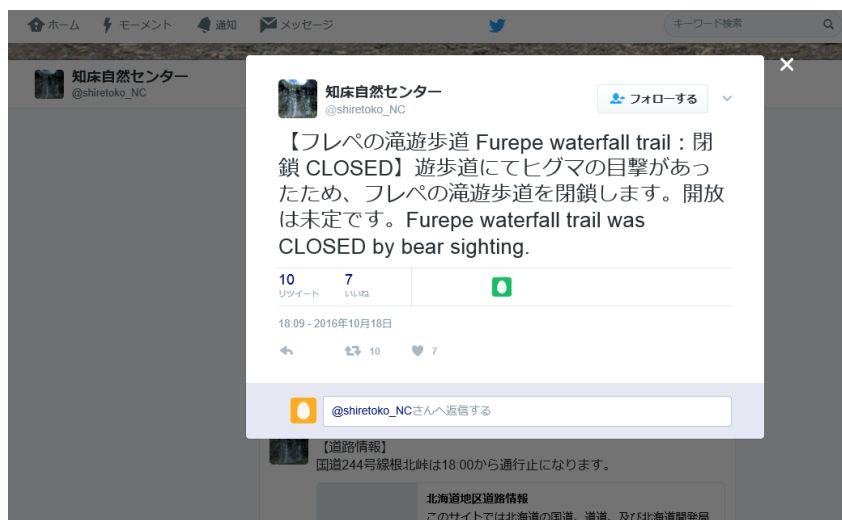 ホーム モーメント 通知 メッセージ キーワード検索
知床自然センター
@shiretoko_NC
知床自然センター
@shiretoko_NC
フォローする
【フレペの滝遊歩道 Furepe waterfall trail：閉
鎖 CLOSED】遊歩道にてヒグマの目撃があっ
たため、フレペの滝遊歩道を閉鎖します。開放
は未定です。Furepe waterfall trail was
CLOSED by bear sighting.
10 7
リツイート いいね
18:09 - 2016年10月18日
10 7
@shiretoko_NCさんへ返信する
【道路情報】
国道244号線根北峠は18:00から通行止になります。
北海道地区道路情報
このサイトでは北海道の国道、道道、及び北海道開発局